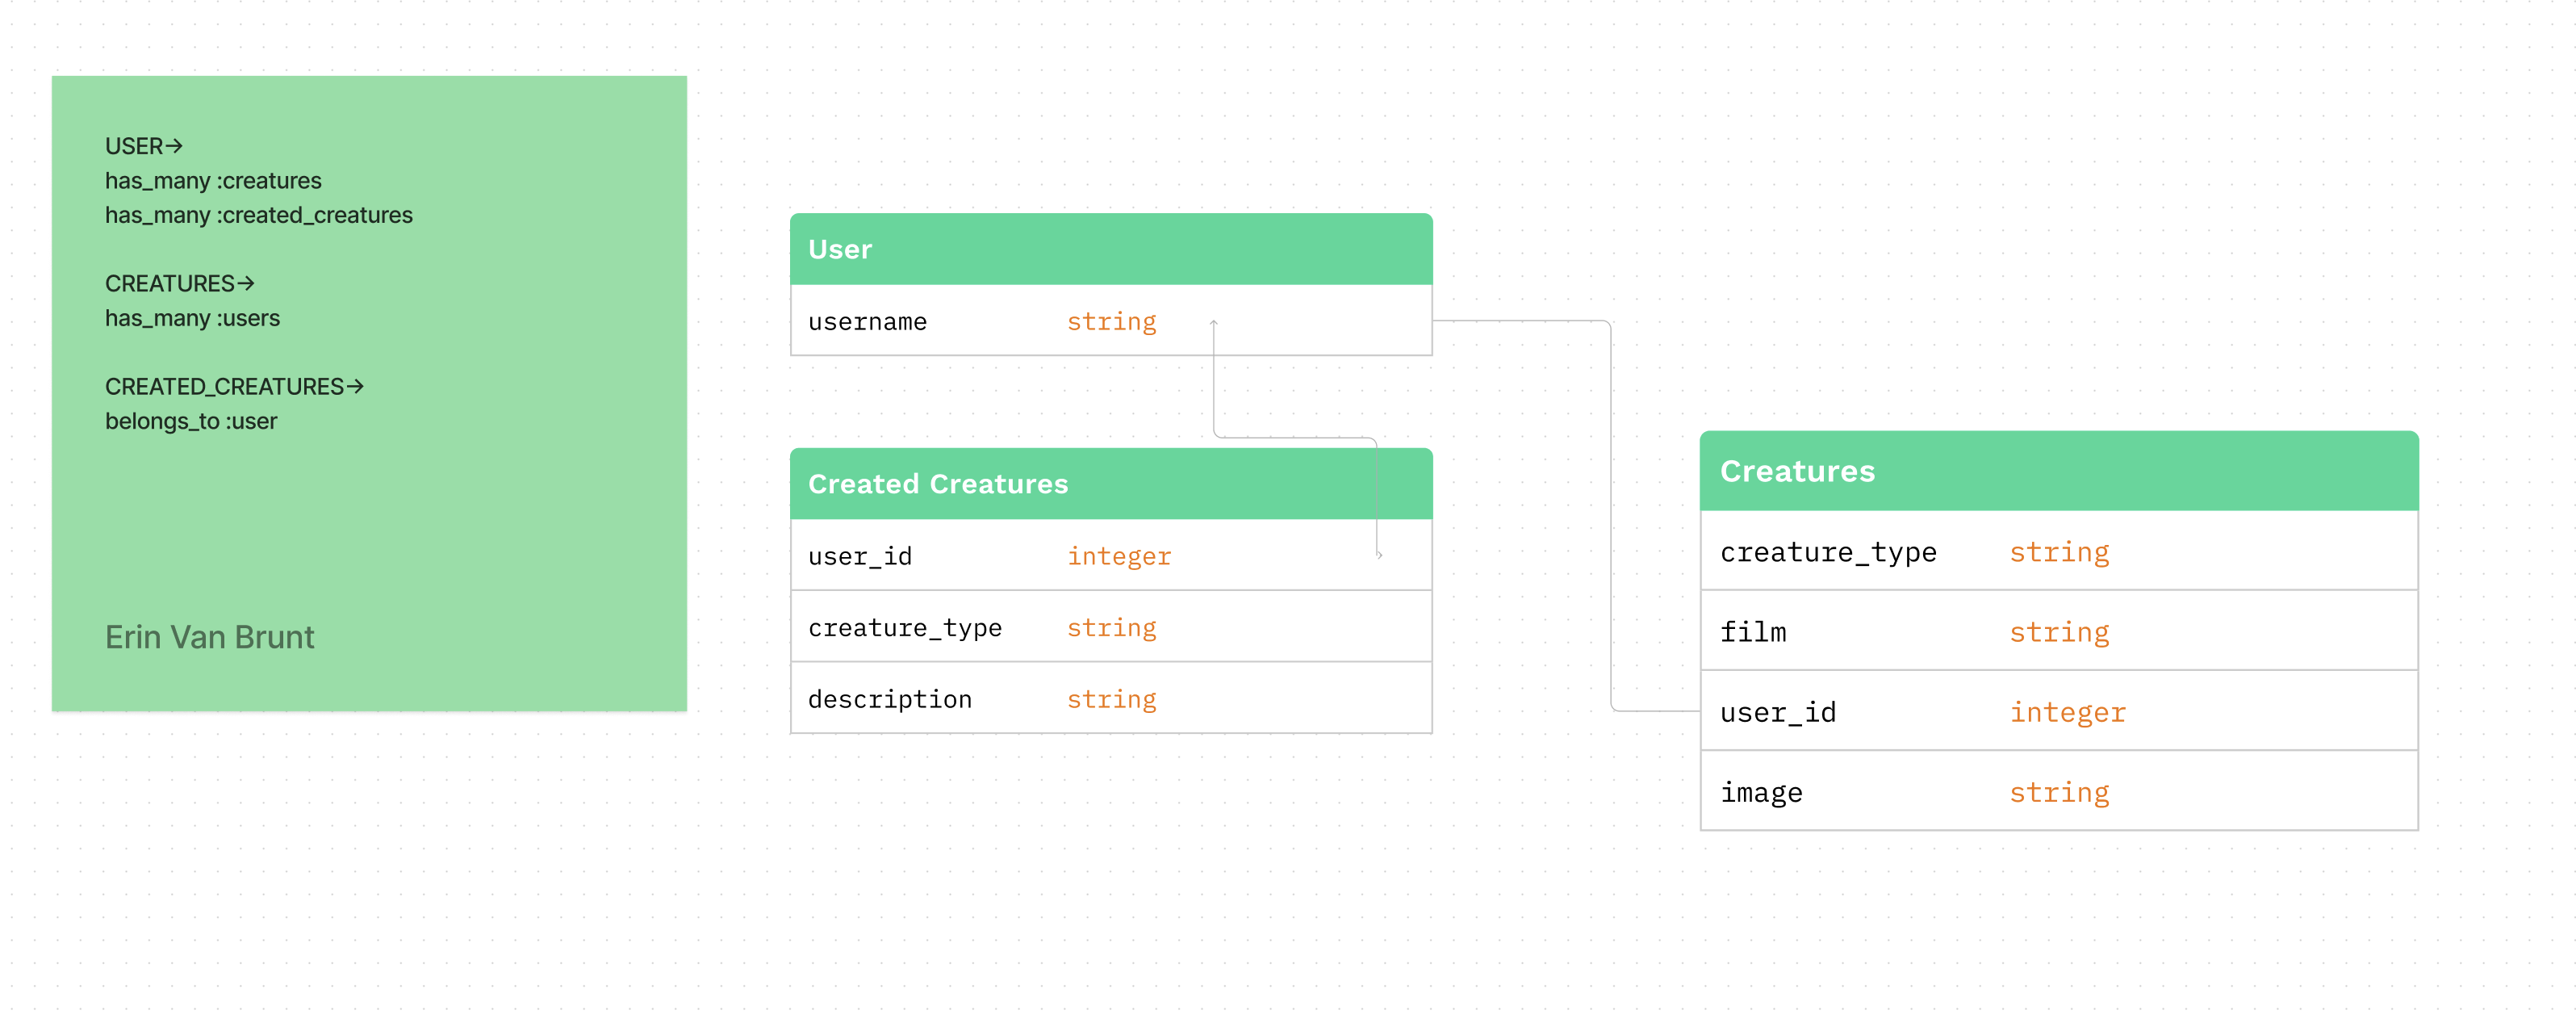 USER→
has_many :creatures
has_many :created_creatures
CREATURES→
has_many :users
CREATED_CREATURES→
belongs_to :user
Erin Van Brunt
User
username string
Created Creatures
user_id integer
creature_type string
description string
Creatures
creature_type string
film string
user_id integer
image string